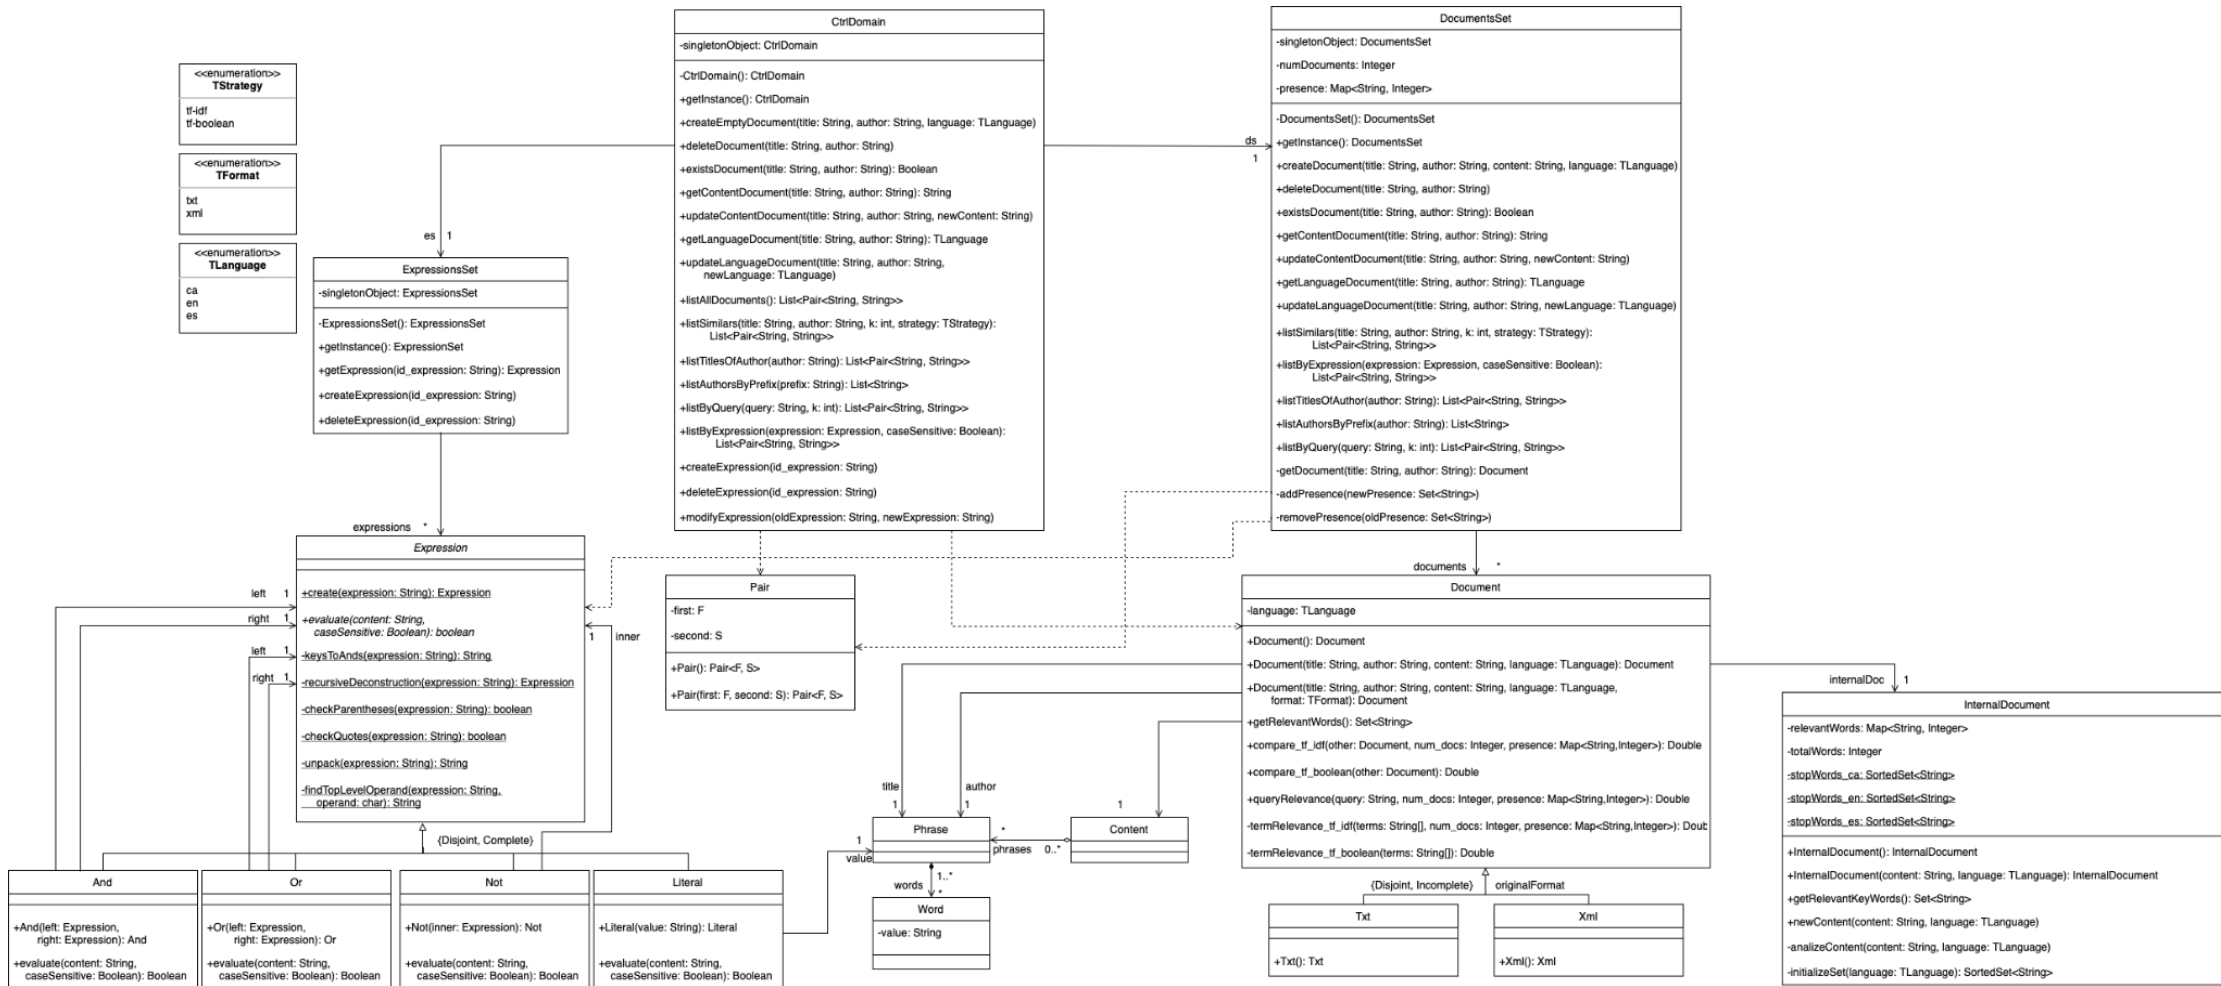 <<enumeration>>
TStrategy
tf-idf
tf-boolean
<<enumeration>>
TFormat
txt
xml
<<enumeration>>
TLanguage
ca
en
es
CtrlDomain
-singletonObject: CtrlDomain
-CtrlDomain(): CtrlDomain
+getInstance(): CtrlDomain
+createEmptyDocument(title: String, author: String, language: TLanguage)
+deleteDocument(title: String, author: String)
+existsDocument(title: String, author: String): Boolean
+getContentDocument(title: String, author: String): String
+updateContentDocument(title: String, author: String, newContent: String)
+getLanguageDocument(title: String, author: String): TLanguage
+updateLanguageDocument(title: String, author: String,
newLanguage: TLanguage)
+listAllDocuments(): List<Pair<String, String>>
+listSimilars(title: String, author: String, k: int, strategy: TStrategy):
List<Pair<String, String>>
+listTitlesOfAuthor(author: String): List<Pair<String, String>>
+listAuthorsByPrefix(prefix: String): List<String>
+listByQuery(query: String, k: int): List<Pair<String, String>>
+listByExpression(expression: Expression, caseSensitive: Boolean):
List<Pair<String, String>>
+createExpression(id_expression: String)
+deleteExpression(id_expression: String)
+modifyExpression(oldExpression: String, newExpression: String)
ds
1
DocumentsSet
-singletonObject: DocumentsSet
-numDocuments: Integer
-presence: Map<String, Integer>
-DocumentsSet(): DocumentsSet
+getInstance(): DocumentsSet
+createDocument(title: String, author: String, content: String, language: TLanguage)
+deleteDocument(title: String, author: String)
+existsDocument(title: String, author: String): Boolean
+getContentDocument(title: String, author: String): String
+updateContentDocument(title: String, author: String, newContent: String)
+getLanguageDocument(title: String, author: String): TLanguage
+updateLanguageDocument(title: String, author: String, newLanguage: TLanguage)
+listSimilars(title: String, author: String, k: int, strategy: TStrategy):
List<Pair<String, String>>
+listByExpression(expression: Expression, caseSensitive: Boolean):
List<Pair<String, String>>
+listTitlesOfAuthor(author: String): List<Pair<String, String>>
+listAuthorsByPrefix(author: String): List<String>
+listByQuery(query: String, k: int): List<Pair<String, String>>
-getDocument(title: String, author: String): Document
-addPresence(newPresence: Set<String>)
-removePresence(oldPresence: Set<String>)
es 1
ExpressionsSet
-singletonObject: ExpressionsSet
-ExpressionsSet(): ExpressionsSet
+getInstance(): ExpressionSet
+getExpression(id_expression: String): Expression
+createExpression(id_expression: String)
+deleteExpression(id_expression: String)
expressions *
Expression
+create(expression: String): Expression
+evaluate(content: String,
caseSensitive: Boolean): boolean
-keysToAnds(expression: String): String
-recursiveDeconstruction(expression: String): Expression
-checkParentheses(expression: String): boolean
-checkQuotes(expression: String): boolean
-unpack(expression: String): String
-findTopLevelOperand(expression: String,
operand: char): String
left 1
right 1
left 1
right 1
1 inner
{Disjoint, Complete}
And
+And(left: Expression,
right: Expression): And
+evaluate(content: String,
caseSensitive: Boolean): Boolean
Or
+Or(left: Expression,
right: Expression): Or
+evaluate(content: String,
caseSensitive: Boolean): Boolean
Not
+Not(inner: Expression): Not
+evaluate(content: String,
caseSensitive: Boolean): Boolean
Literal
+Literal(value: String): Literal
+evaluate(content: String,
caseSensitive: Boolean): Boolean
Pair
-first: F
-second: S
+Pair(): Pair<F, S>
+Pair(first: F, second: S): Pair<F, S>
documents *
Document
-language: TLanguage
+Document(): Document
+Document(title: String, author: String, content: String, language: TLanguage): Document
+Document(title: String, author: String, content: String, language: TLanguage,
format: TFormat): Document
+getRelevantWords(): Set<String>
+compare_tf_idf(other: Document, num_docs: Integer, presence: Map<String,Integer>): Double
+compare_tf_boolean(other: Document): Double
+queryRelevance(query: String, num_docs: Integer, presence: Map<String,Integer>): Double
-termRelevance_tf_idf(terms: String[], num_docs: Integer, presence: Map<String,Integer>): Doub
-termRelevance_tf_boolean(terms: String[]): Double
title
1
author
1
1
1
value
Phrase
* phrases
0..*
Content
words
1..*
*
Word
-value: String
{Disjoint, Incomplete} originalFormat
Txt
+Txt(): Txt
Xml
+Xml(): Xml
internalDoc 1
InternalDocument
-relevantWords: Map<String, Integer>
-totalWords: Integer
-stopWords_ca: SortedSet<String>
-stopWords_en: SortedSet<String>
-stopWords_es: SortedSet<String>
+InternalDocument(): InternalDocument
+InternalDocument(content: String, language: TLanguage): InternalDocument
+getRelevantKeyWords(): Set<String>
+newContent(content: String, language: TLanguage)
-analizeContent(content: String, language: TLanguage)
-initializeSet(language: TLanguage): SortedSet<String>